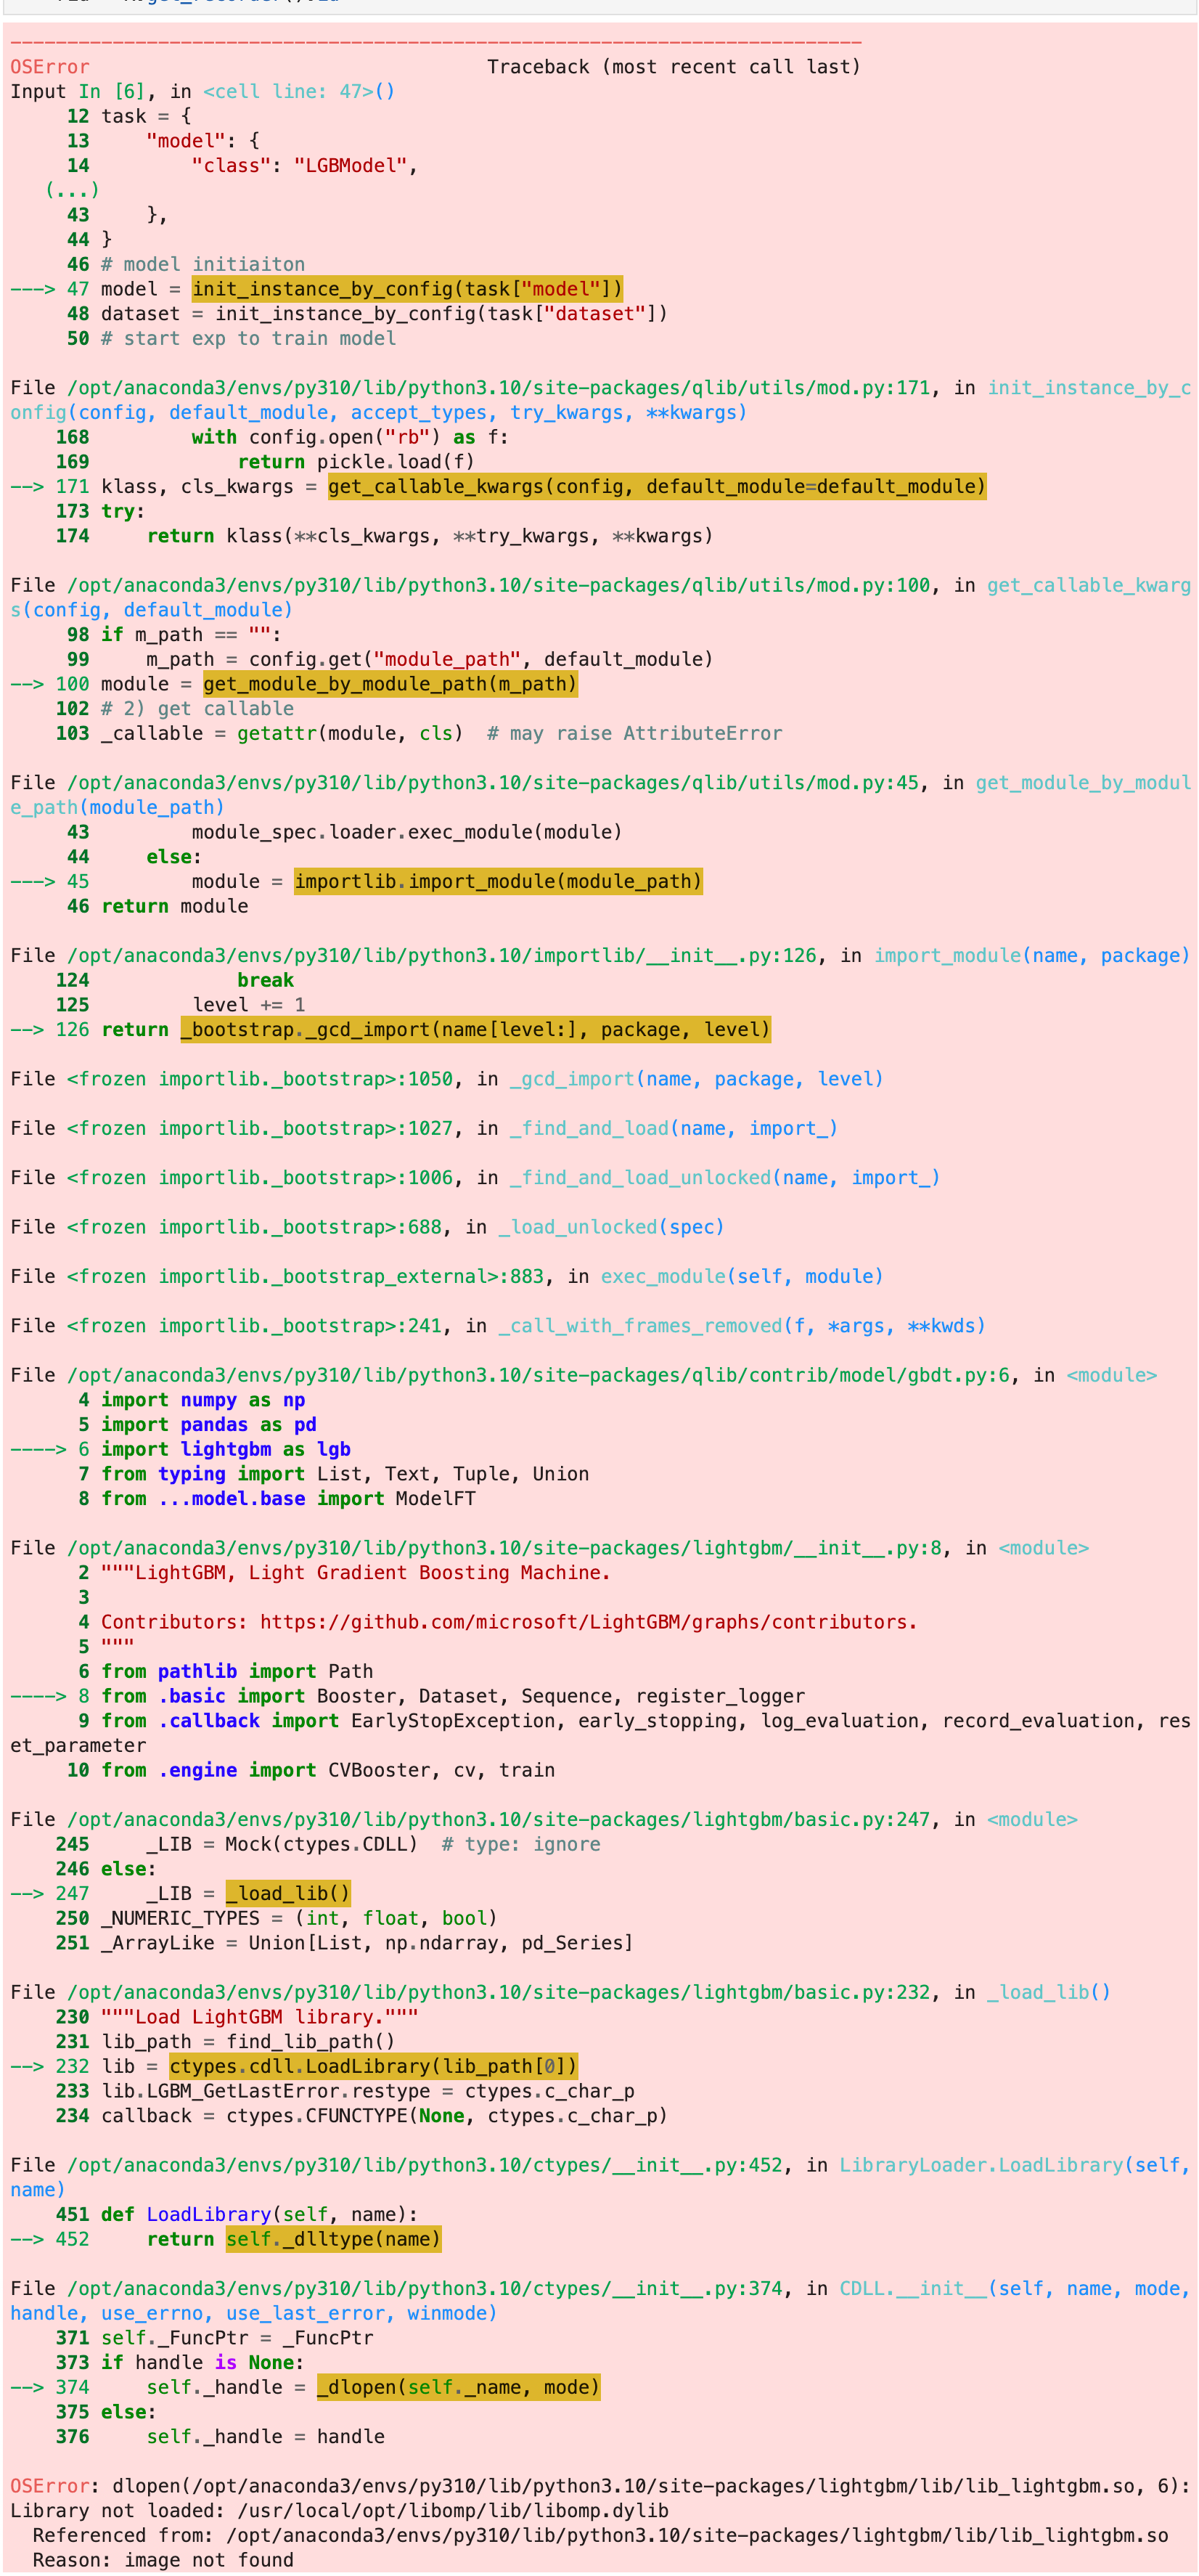 ---------------------------------------------------------------------------
OSError                                   Traceback (most recent call last)
Input In [6], in <cell line: 47>()
     12 task = {
     13     "model": {
     14         "class": "LGBModel",
   (...)
     43     },
     44 }
     46 # model initiaiton
---> 47 model = init_instance_by_config(task["model"])
     48 dataset = init_instance_by_config(task["dataset"])
     50 # start exp to train model
File /opt/anaconda3/envs/py310/lib/python3.10/site-packages/qlib/utils/mod.py:171, in init_instance_by_c
onfig(config, default_module, accept_types, try_kwargs, **kwargs)
    168         with config.open("rb") as f:
    169             return pickle.load(f)
--> 171 klass, cls_kwargs = get_callable_kwargs(config, default_module=default_module)
    173 try:
    174     return klass(**cls_kwargs, **try_kwargs, **kwargs)
File /opt/anaconda3/envs/py310/lib/python3.10/site-packages/qlib/utils/mod.py:100, in get_callable_kwarg
s(config, default_module)
     98 if m_path == "":
     99     m_path = config.get("module_path", default_module)
--> 100 module = get_module_by_module_path(m_path)
    102 # 2) get callable
    103 _callable = getattr(module, cls)  # may raise AttributeError
File /opt/anaconda3/envs/py310/lib/python3.10/site-packages/qlib/utils/mod.py:45, in get_module_by_modul
e_path(module_path)
     43         module_spec.loader.exec_module(module)
     44     else:
---> 45         module = importlib.import_module(module_path)
     46 return module
File /opt/anaconda3/envs/py310/lib/python3.10/importlib/__init__.py:126, in import_module(name, package)
    124             break
    125         level += 1
--> 126 return _bootstrap._gcd_import(name[level:], package, level)
File <frozen importlib._bootstrap>:1050, in _gcd_import(name, package, level)
File <frozen importlib._bootstrap>:1027, in _find_and_load(name, import_)
File <frozen importlib._bootstrap>:1006, in _find_and_load_unlocked(name, import_)
File <frozen importlib._bootstrap>:688, in _load_unlocked(spec)
File <frozen importlib._bootstrap_external>:883, in exec_module(self, module)
File <frozen importlib._bootstrap>:241, in _call_with_frames_removed(f, *args, **kwds)
File /opt/anaconda3/envs/py310/lib/python3.10/site-packages/qlib/contrib/model/gbdt.py:6, in <module>
      4 import numpy as np
      5 import pandas as pd
----> 6 import lightgbm as lgb
      7 from typing import List, Text, Tuple, Union
      8 from ...model.base import ModelFT
File /opt/anaconda3/envs/py310/lib/python3.10/site-packages/lightgbm/__init__.py:8, in <module>
      2 """LightGBM, Light Gradient Boosting Machine.
      3
      4 Contributors: https://github.com/microsoft/LightGBM/graphs/contributors.
      5 """
      6 from pathlib import Path
----> 8 from .basic import Booster, Dataset, Sequence, register_logger
      9 from .callback import EarlyStopException, early_stopping, log_evaluation, record_evaluation, res
et_parameter
     10 from .engine import CVBooster, cv, train
File /opt/anaconda3/envs/py310/lib/python3.10/site-packages/lightgbm/basic.py:247, in <module>
    245     _LIB = Mock(ctypes.CDLL)  # type: ignore
    246 else:
--> 247     _LIB = _load_lib()
    250 _NUMERIC_TYPES = (int, float, bool)
    251 _ArrayLike = Union[List, np.ndarray, pd_Series]
File /opt/anaconda3/envs/py310/lib/python3.10/site-packages/lightgbm/basic.py:232, in _load_lib()
    230 """Load LightGBM library."""
    231 lib_path = find_lib_path()
--> 232 lib = ctypes.cdll.LoadLibrary(lib_path[0])
    233 lib.LGBM_GetLastError.restype = ctypes.c_char_p
    234 callback = ctypes.CFUNCTYPE(None, ctypes.c_char_p)
File /opt/anaconda3/envs/py310/lib/python3.10/ctypes/__init__.py:452, in LibraryLoader.LoadLibrary(self,
name)
    451 def LoadLibrary(self, name):
--> 452     return self._dlltype(name)
File /opt/anaconda3/envs/py310/lib/python3.10/ctypes/__init__.py:374, in CDLL.__init__(self, name, mode,
handle, use_errno, use_last_error, winmode)
    371 self._FuncPtr = _FuncPtr
    373 if handle is None:
--> 374     self._handle = _dlopen(self._name, mode)
    375 else:
    376     self._handle = handle
OSError: dlopen(/opt/anaconda3/envs/py310/lib/python3.10/site-packages/lightgbm/lib/lib_lightgbm.so, 6):
Library not loaded: /usr/local/opt/libomp/lib/libomp.dylib
  Referenced from: /opt/anaconda3/envs/py310/lib/python3.10/site-packages/lightgbm/lib/lib_lightgbm.so
  Reason: image not found